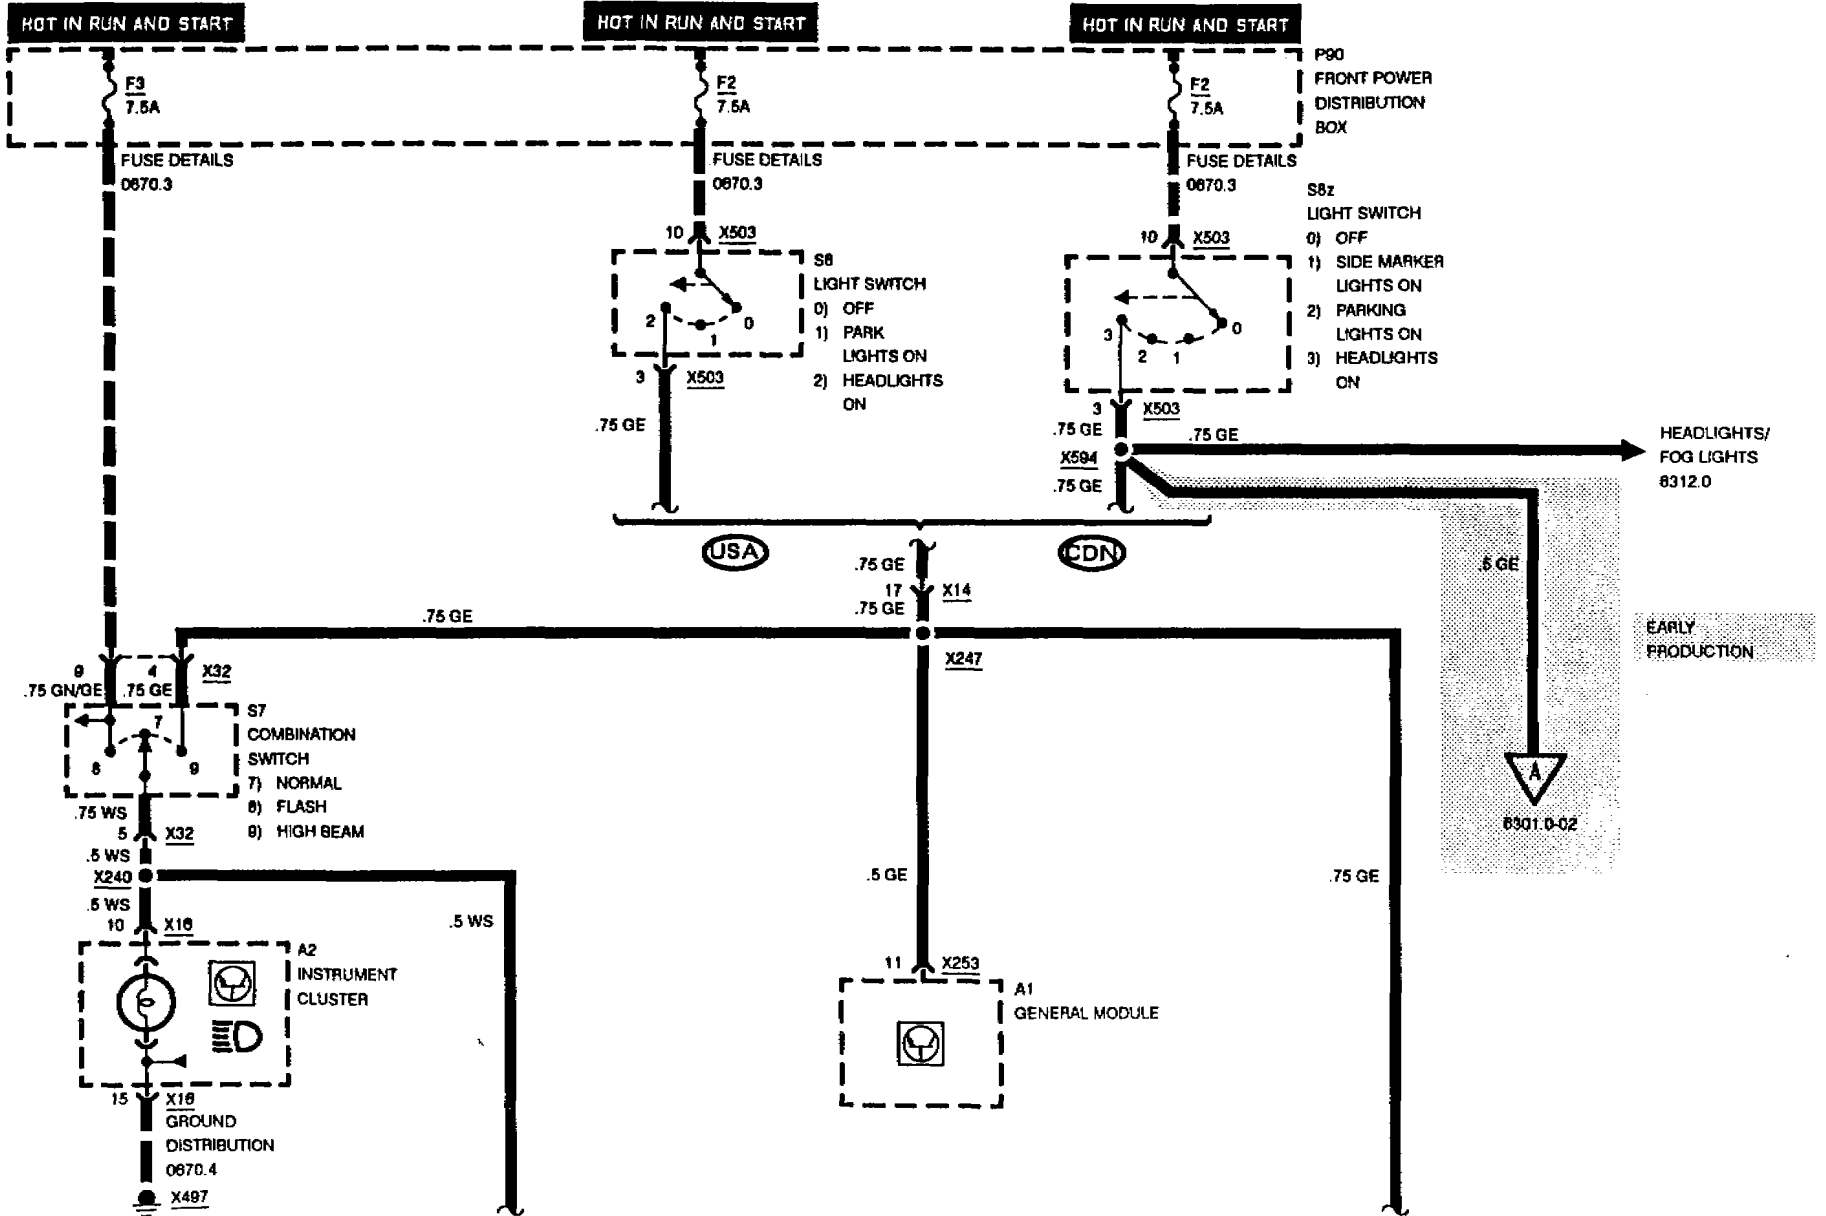 HOT IN RUN AND START
HOT IN RUN AND START
HOT IN RUN AND START
F3
7.5A
F2
7.5A
F2
7.5A
P90
FRONT POWER
DISTRIBUTION
BOX
FUSE DETAILS
0670.3
FUSE DETAILS
0670.3
FUSE DETAILS
0670.3
10 X503
S8
LIGHT SWITCH
0) OFF
1) PARK
LIGHTS ON
2) HEADLIGHTS
ON
2
1
0
3 X503
.75 GE
10 X503
S8z
LIGHT SWITCH
0) OFF
1) SIDE MARKER
LIGHTS ON
2) PARKING
LIGHTS ON
3) HEADLIGHTS
ON
3
2
1
0
3 X503
.75 GE
.75 GE
X594
.75 GE
HEADLIGHTS/
FOG LIGHTS
6312.0
USA
CDN
.75 GE
17 X14
.75 GE
.75 GE
X247
.5 GE
EARLY
PRODUCTION
A
6301.0-02
9
4
X32
.75 GN/GE
.75 GE
S7
COMBINATION
SWITCH
7) NORMAL
8) FLASH
9) HIGH BEAM
7
8
9
.75 WS
5 X32
.5 WS
X240
.5 WS
10 X16
.5 WS
.5 GE
.75 GE
A2
INSTRUMENT
CLUSTER
11 X253
A1
GENERAL MODULE
15 X16
GROUND
DISTRIBUTION
0670.4
X497